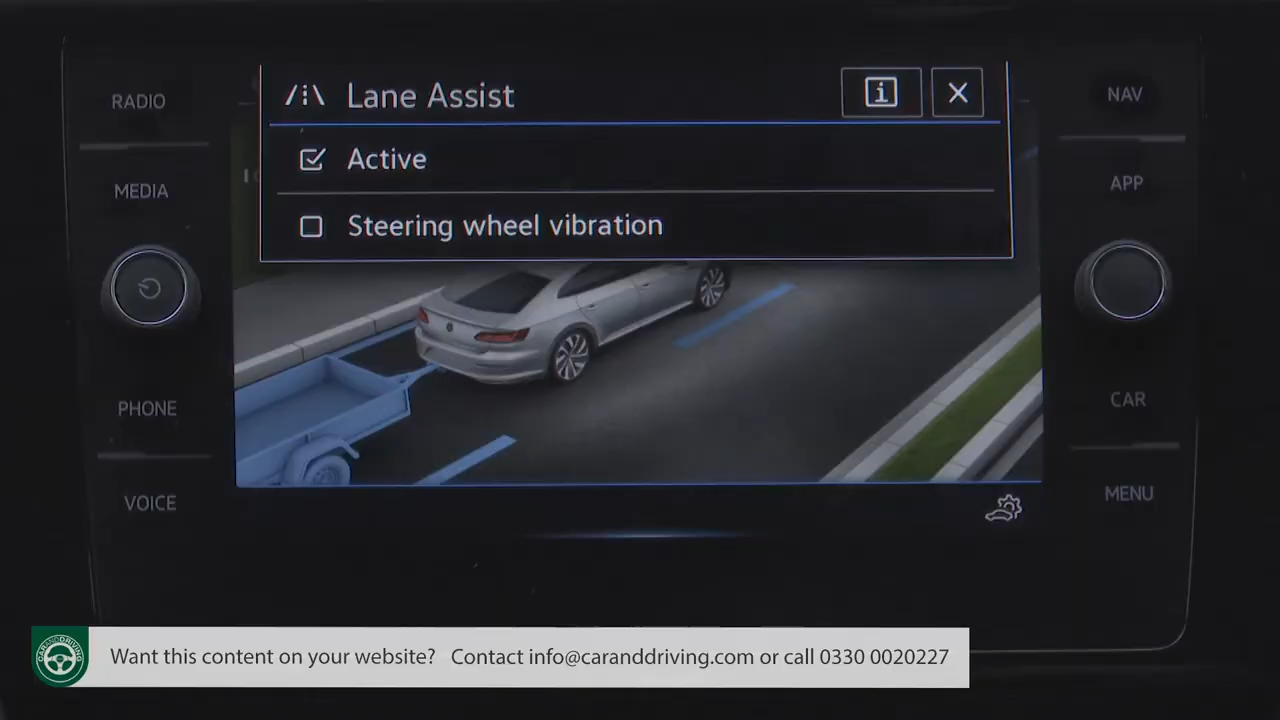 Lane Assist
Active
Steering wheel vibration
RADIO
MEDIA
PHONE
VOICE
NAV
APP
CAR
MENU
CARANDDRIVING
Want this content on your website? Contact info@caranddriving.com or call 0330 0020227